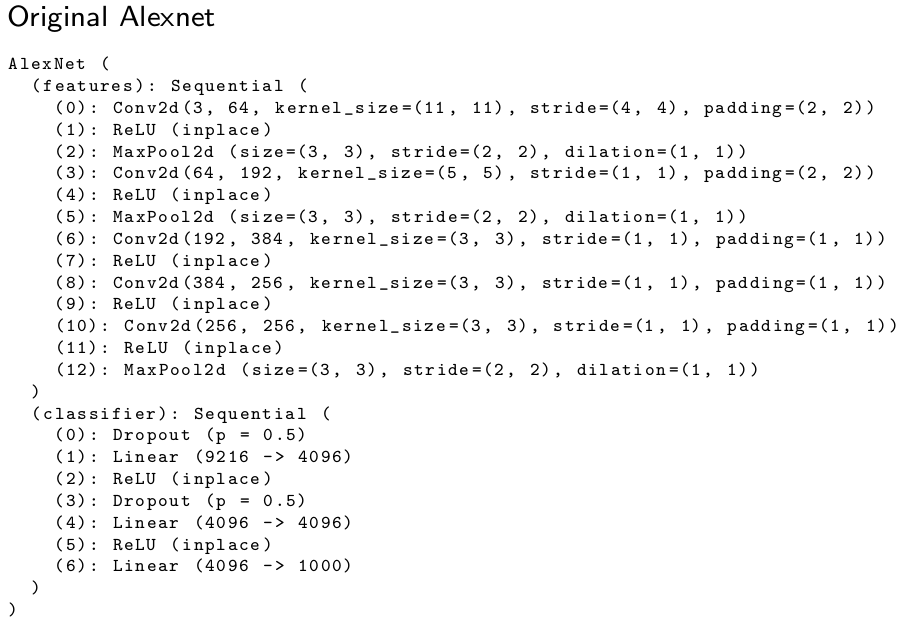 Original Alexnet
AlexNet (
  (features): Sequential (
    (0): Conv2d(3, 64, kernel_size=(11, 11), stride=(4, 4), padding=(2, 2))
    (1): ReLU (inplace)
    (2): MaxPool2d (size=(3, 3), stride=(2, 2), dilation=(1, 1))
    (3): Conv2d(64, 192, kernel_size=(5, 5), stride=(1, 1), padding=(2, 2))
    (4): ReLU (inplace)
    (5): MaxPool2d (size=(3, 3), stride=(2, 2), dilation=(1, 1))
    (6): Conv2d(192, 384, kernel_size=(3, 3), stride=(1, 1), padding=(1, 1))
    (7): ReLU (inplace)
    (8): Conv2d(384, 256, kernel_size=(3, 3), stride=(1, 1), padding=(1, 1))
    (9): ReLU (inplace)
    (10): Conv2d(256, 256, kernel_size=(3, 3), stride=(1, 1), padding=(1, 1))
    (11): ReLU (inplace)
    (12): MaxPool2d (size=(3, 3), stride=(2, 2), dilation=(1, 1))
  )
  (classifier): Sequential (
    (0): Dropout (p = 0.5)
    (1): Linear (9216 -> 4096)
    (2): ReLU (inplace)
    (3): Dropout (p = 0.5)
    (4): Linear (4096 -> 4096)
    (5): ReLU (inplace)
    (6): Linear (4096 -> 1000)
  )
)